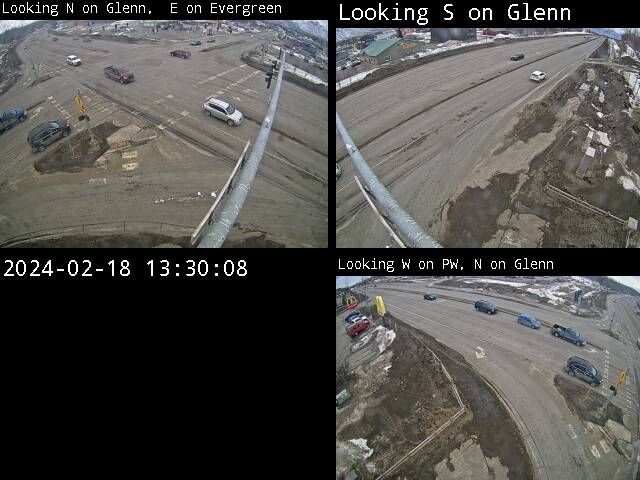 Looking N on Glenn, E on Evergreen
Looking S on Glenn
2024-02-18 13:30:08
Looking W on PW, N on Glenn